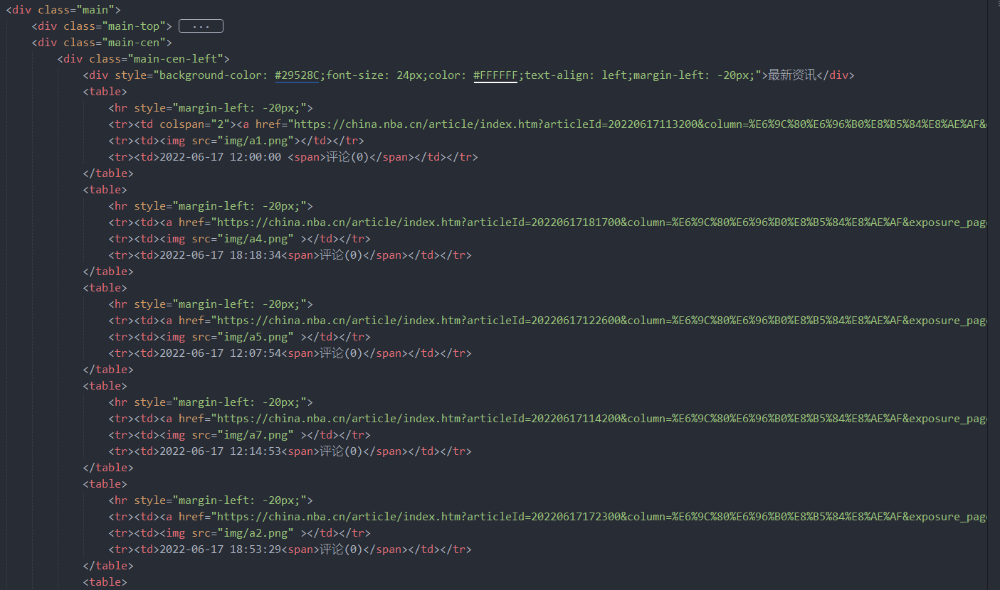 <div class="main">
<div class="main-top"> ...
<div class="main-cen">
<div class="main-cen-left">
<div style="background-color: #29528C;font-size: 24px;color: #FFFFFF;text-align: left;margin-left: -20px;">最新资讯</div>
<table>
<hr style="margin-left: -20px;">
<tr><td colspan="2"><a href="https://china.nba.cn/article/index.htm?articleId=20220617113200&column=%E6%9C%80%E6%96%B0%E8%B5%84%E8%AE%AF&
<tr><td><img src="img/a1.png"></td></tr>
<tr><td>2022-06-17 12:00:00 <span>评论(0)</span></td></tr>
</table>
<table>
<hr style="margin-left: -20px;">
<tr><td><a href="https://china.nba.cn/article/index.htm?articleId=20220617181700&column=%E6%9C%80%E6%96%B0%E8%B5%84%E8%AE%AF&exposure_page
<tr><td><img src="img/a4.png" ></td></tr>
<tr><td>2022-06-17 18:18:34<span>评论(0)</span></td></tr>
</table>
<table>
<hr style="margin-left: -20px;">
<tr><td><a href="https://china.nba.cn/article/index.htm?articleId=20220617122600&column=%E6%9C%80%E6%96%B0%E8%B5%84%E8%AE%AF&exposure_page
<tr><td><img src="img/a5.png" ></td></tr>
<tr><td>2022-06-17 12:07:54<span>评论(0)</span></td></tr>
</table>
<table>
<hr style="margin-left: -20px;">
<tr><td><a href="https://china.nba.cn/article/index.htm?articleId=20220617114200&column=%E6%9C%80%E6%96%B0%E8%B5%84%E8%AE%AF&exposure_page
<tr><td><img src="img/a7.png" ></td></tr>
<tr><td>2022-06-17 12:14:53<span>评论(0)</span></td></tr>
</table>
<table>
<hr style="margin-left: -20px;">
<tr><td><a href="https://china.nba.cn/article/index.htm?articleId=20220617172300&column=%E6%9C%80%E6%96%B0%E8%B5%84%E8%AE%AF&exposure_page
<tr><td><img src="img/a2.png" ></td></tr>
<tr><td>2022-06-17 18:53:29<span>评论(0)</span></td></tr>
</table>
<table>